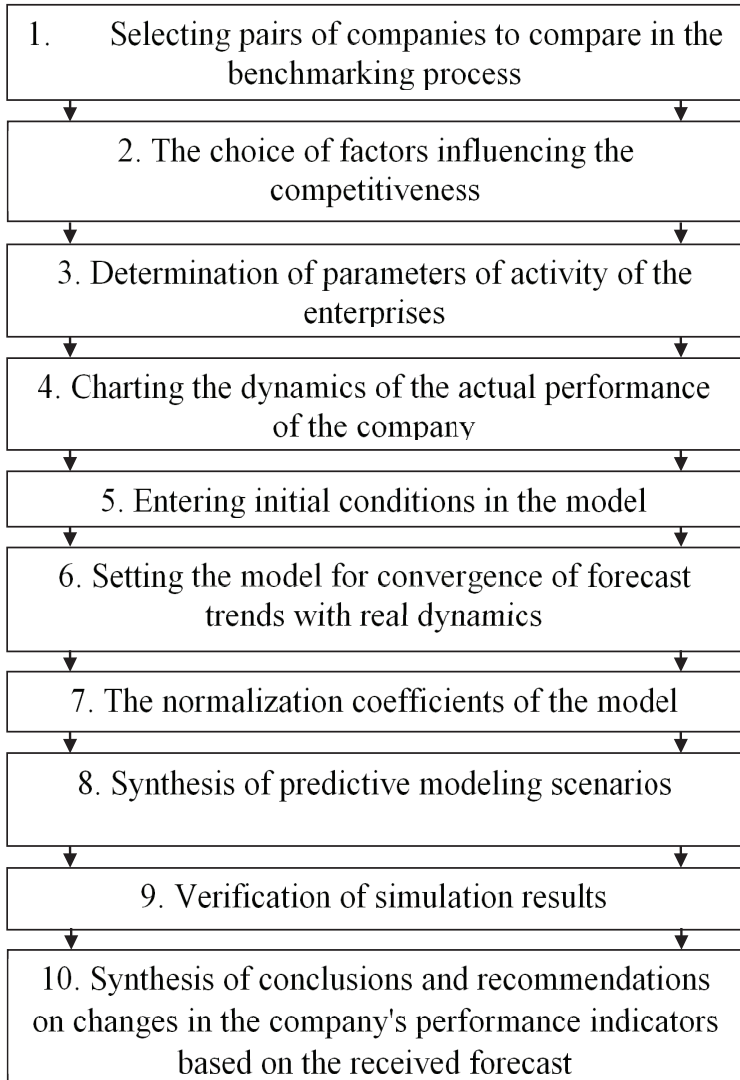 1. Selecting pairs of companies to compare in the
benchmarking process
2. The choice of factors influencing the
competitiveness
3. Determination of parameters of activity of the
enterprises
4. Charting the dynamics of the actual performance
of the company
5. Entering initial conditions in the model
6. Setting the model for convergence of forecast
trends with real dynamics
7. The normalization coefficients of the model
8. Synthesis of predictive modeling scenarios
9. Verification of simulation results
10. Synthesis of conclusions and recommendations
on changes in the company's performance indicators
based on the received forecast